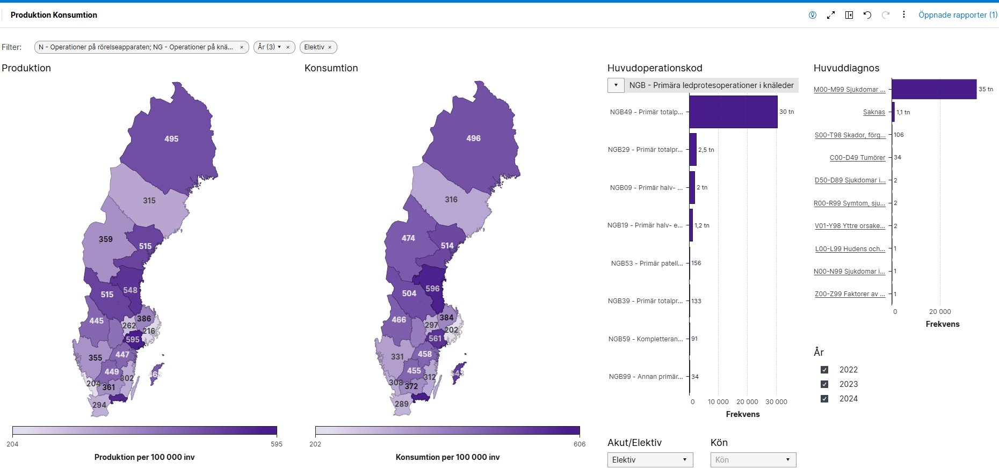 Produktion Konsumtion
Öppnade rapporter (1)
Filter:
N - Operationer på rörelseapparaten; NG - Operationer på knä... ×
År (3) ▾ ×
Elektiv ×
Produktion
495
315
359
515
515
548
445
262
386
216
595
355
447
449
302
204
361
294
204
595
Produktion per 100 000 inv
Konsumtion
496
316
474
514
504
596
466
297
384
202
561
331
458
455
312
543
308
372
289
202
606
Konsumtion per 100 000 inv
Huvudoperationskod
NGB - Primära ledprotesoperationer i knäleder
NGB49 - Primär totalp... 30 tn
NGB29 - Primär totalpr... 2,5 tn
NGB09 - Primär halv- ... 2 tn
NGB19 - Primär halv- e... 1,2 tn
NGB53 - Primär patell... 156
NGB39 - Primär totalpr... 133
NGB59 - Kompletteran... 91
NGB99 - Annan primär... 34
0 10 000 20 000 30 000
Frekvens
Akut/Elektiv
Elektiv
Kön
Kön
Huvuddiagnos
M00-M99 Sjukdomar ... 35 tn
Saknas 1,1 tn
S00-T98 Skador, förg... 106
C00-D49 Tumörer 34
D50-D89 Sjukdomar i... 2
R00-R99 Symtom, sju... 2
V01-Y98 Yttre orsake... 2
L00-L99 Hudens och... 1
N00-N99 Sjukdomar i... 1
Z00-Z99 Faktorer av ... 1
0 20 000
Frekvens
År
2022
2023
2024